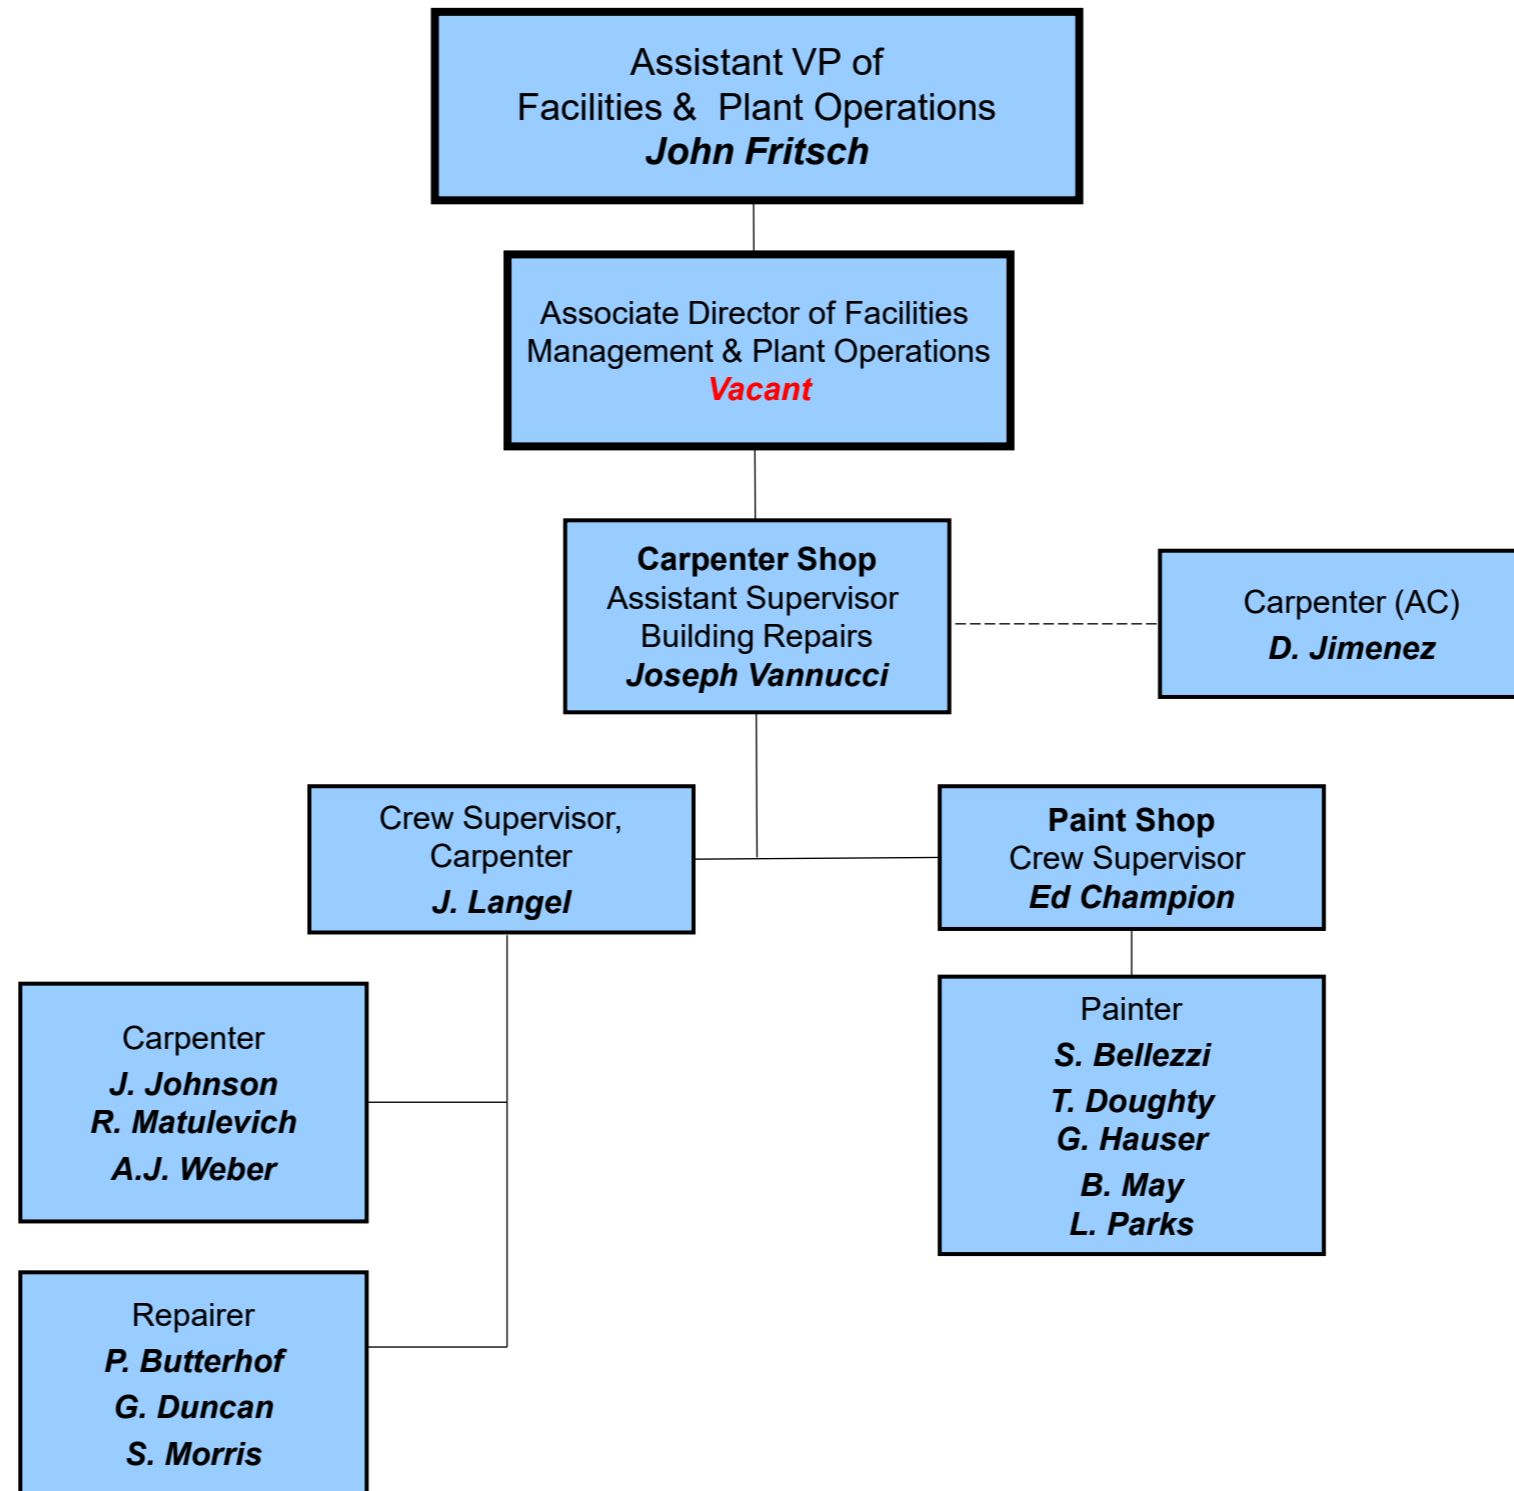 Assistant VP of
Facilities & Plant Operations
John Fritsch
Associate Director of Facilities
Management & Plant Operations
Vacant
Carpenter Shop
Assistant Supervisor
Building Repairs
Joseph Vannucci
Carpenter (AC)
D. Jimenez
Crew Supervisor,
Carpenter
J. Langel
Paint Shop
Crew Supervisor
Ed Champion
Carpenter
J. Johnson
R. Matulevich
A.J. Weber
Painter
S. Bellezzi
T. Doughty
G. Hauser
B. May
L. Parks
Repairer
P. Butterhof
G. Duncan
S. Morris